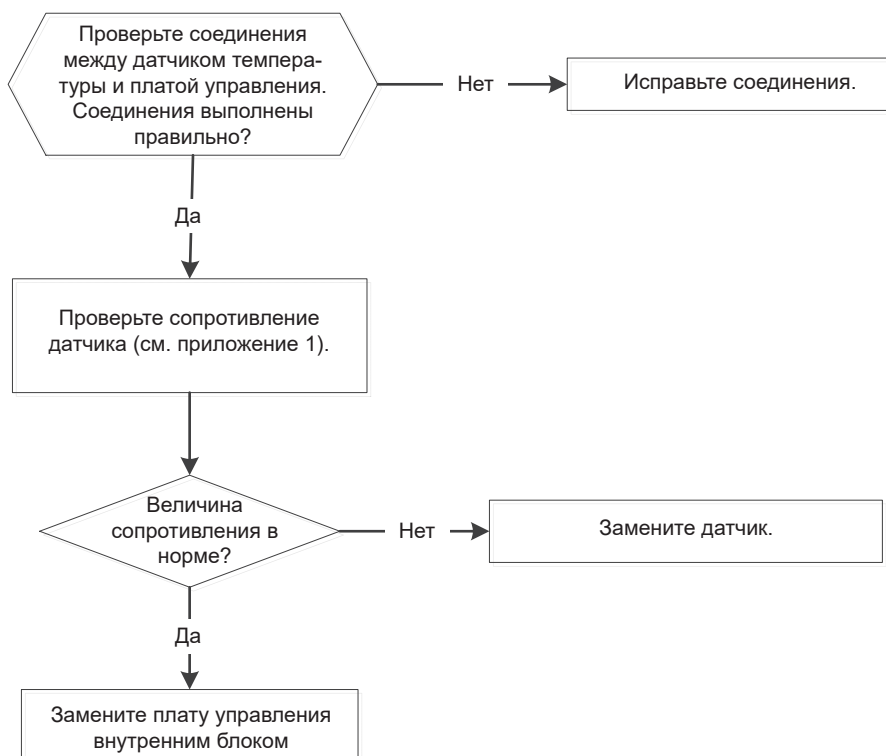 Проверьте соединения
между датчиком темпера-
туры и платой управления.
Соединения выполнены
правильно?
Нет
Исправьте соединения.
Да
Проверьте сопротивление
датчика (см. приложение 1).
Величина
сопротивления в
норме?
Нет
Замените датчик.
Да
Замените плату управления
внутренним блоком